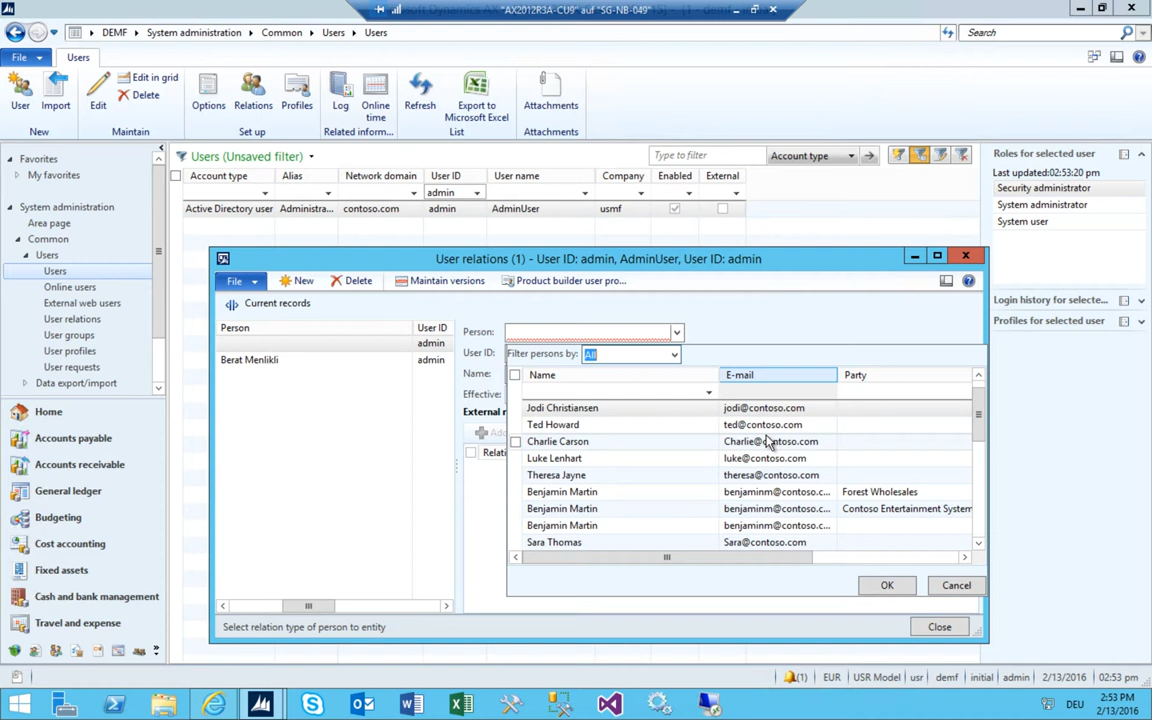 "AX2012R3A-CU9" auf "SG-NB-049"
DEMF System administration Common Users Users
Search
File Users
User Import Edit Edit in grid Delete Options Relations Profiles Log Online time Refresh Export to Microsoft Excel Attachments
New Maintain Set up Related inform... List Attachments
Favorites
My favorites
System administration
Area page
Common
Users
Users
Online users
External web users
User relations
User groups
User profiles
User requests
Data export/import
Home
Accounts payable
Accounts receivable
General ledger
Budgeting
Cost accounting
Fixed assets
Cash and bank management
Travel and expense
Users (Unsaved filter)
Type to filter Account type
Account type Alias Network domain User ID User name Company Enabled External
admin
Active Directory user Administra... contoso.com admin AdminUser usmf
Roles for selected user
Last updated:02:53:20 pm
Security administrator
System administrator
System user
Login history for selecte...
Profiles for selected user
User relations (1) - User ID: admin, AdminUser, User ID: admin
File New Delete Maintain versions Product builder user pro...
Current records
Person User ID
admin
Berat Menlikli admin
Person:
User ID:
Name:
Effective:
External r
Relati
Filter persons by: All
Name E-mail Party
Jodi Christiansen jodi@contoso.com
Ted Howard ted@contoso.com
Charlie Carson Charlie@contoso.com
Luke Lenhart luke@contoso.com
Theresa Jayne theresa@contoso.com
Benjamin Martin benjaminm@contoso.c... Forest Wholesales
Benjamin Martin benjaminm@contoso.c... Contoso Entertainment System
Benjamin Martin benjaminm@contoso.c...
Sara Thomas Sara@contoso.com
OK Cancel
Select relation type of person to entity
Close
(1) EUR USR Model usr demf initial admin 2/13/2016 02:53 pm
DEU 2:53 PM
2/13/2016